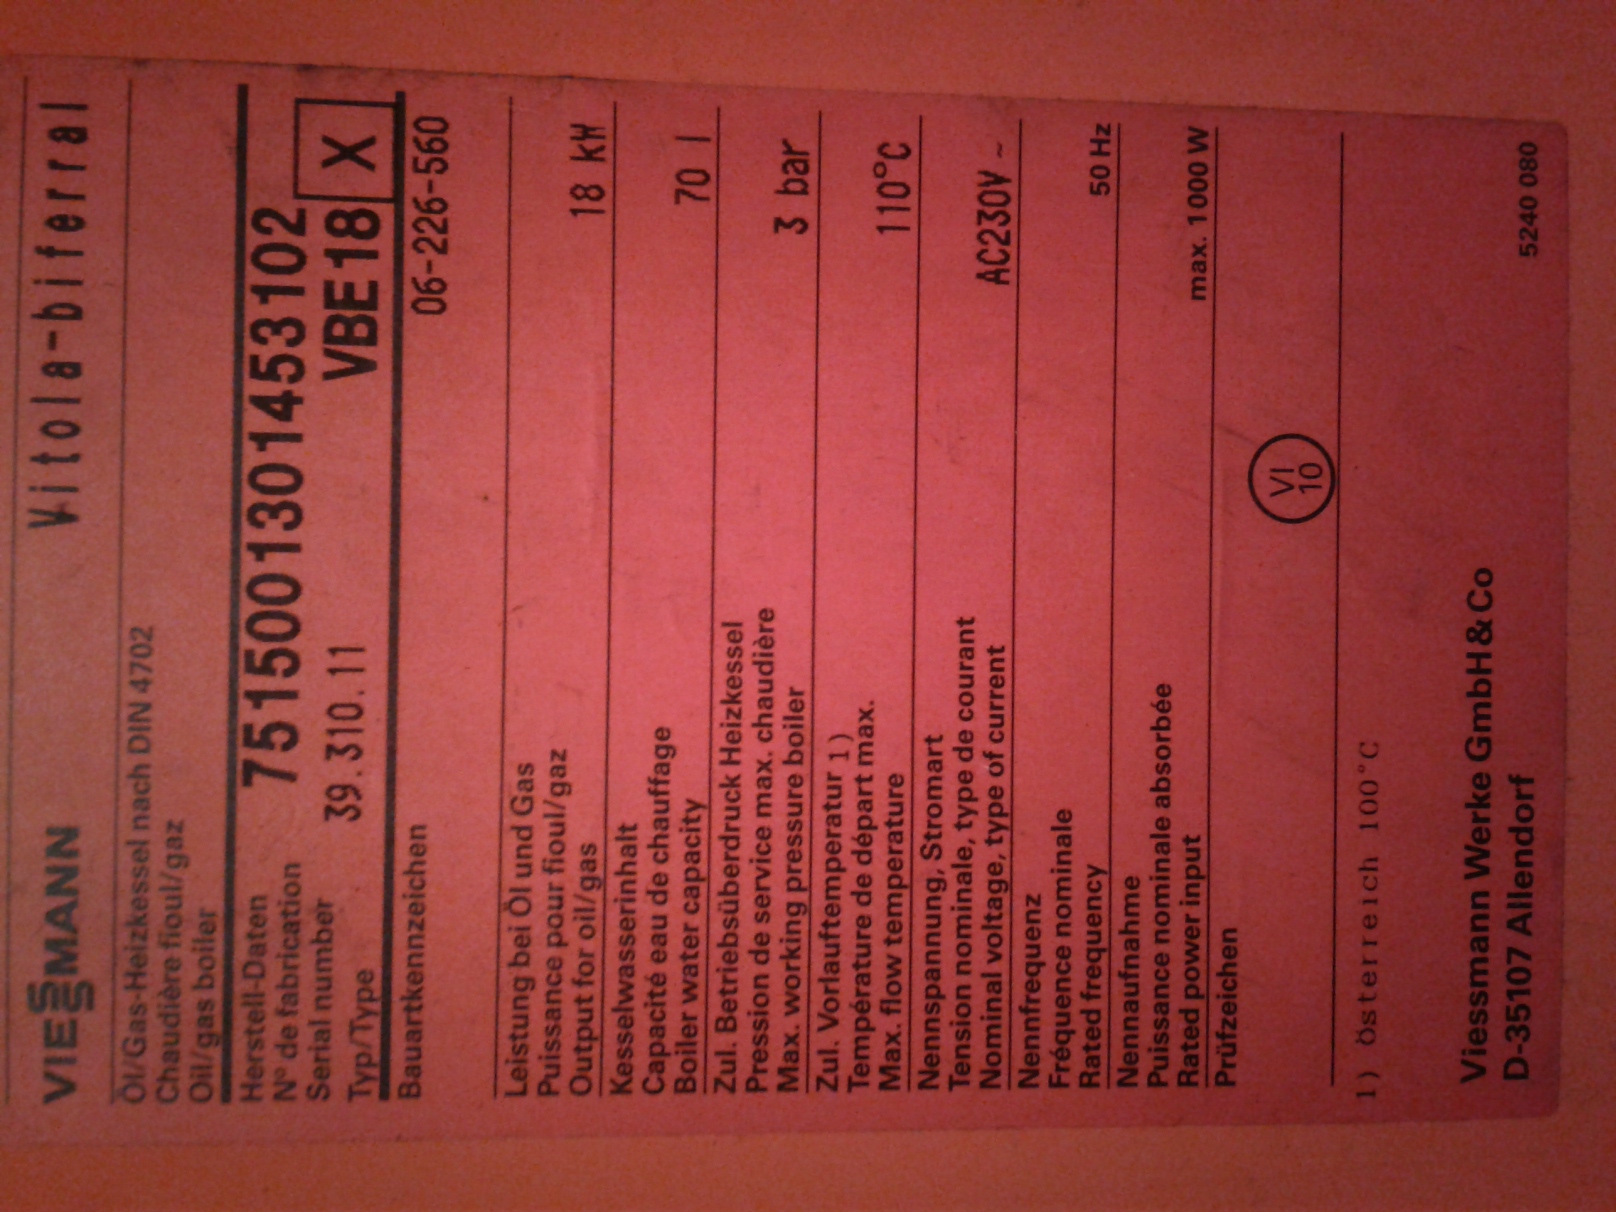 VIESSMANN Vitola-biferral
Öl/Gas-Heizkessel nach DIN 4702
Chaudière fioul/gaz
Oil/gas boiler
Herstell-Daten
N° de fabrication 7515001301453102
Serial number
Typ/Type 39.310.11 VBE18 X
Bauartkennzeichen 06-226-560
Leistung bei Öl und Gas
Puissance pour fioul/gaz
Output for oil/gas 18 kW
Kesselwasserinhalt
Capacité eau de chauffage
Boiler water capacity 70 l
Zul. Betriebsüberdruck Heizkessel
Pression de service max. chaudière
Max. working pressure boiler 3 bar
Zul. Vorlauftemperatur 1)
Température de départ max.
Max. flow temperature 110°C
Nennspannung, Stromart
Tension nominale, type de courant
Nominal voltage, type of current AC230V ~
Nennfrequenz
Fréquence nominale
Rated frequency 50 Hz
Nennaufnahme
Puissance nominale absorbée
Rated power input max. 1000 W
Prüfzeichen
VI
10
1) Österreich 100°C
Viessmann Werke GmbH & Co
D-35107 Allendorf 5240 080